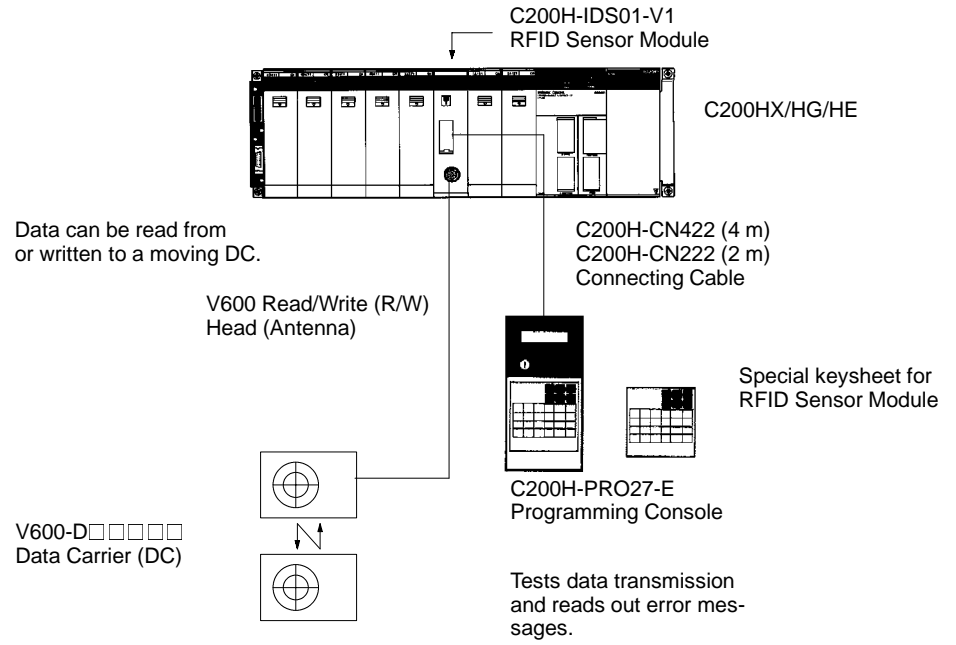 C200H-IDS01-V1
RFID Sensor Module
C200HX/HG/HE
Data can be read from
or written to a moving DC.
C200H-CN422 (4 m)
C200H-CN222 (2 m)
Connecting Cable
V600 Read/Write (R/W)
Head (Antenna)
Special keysheet for
RFID Sensor Module
C200H-PRO27-E
Programming Console
V600-D□□□□□
Data Carrier (DC)
Tests data transmission
and reads out error mes-
sages.